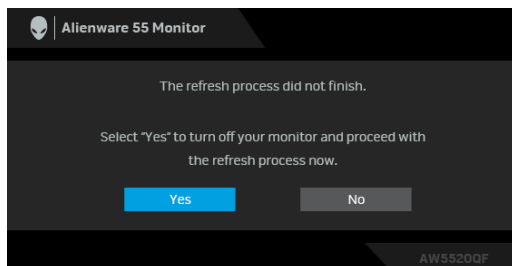 Alienware 55 Monitor
The refresh process did not finish.
Select "Yes" to turn off your monitor and proceed with
the refresh process now.
Yes
No
AW5520QF